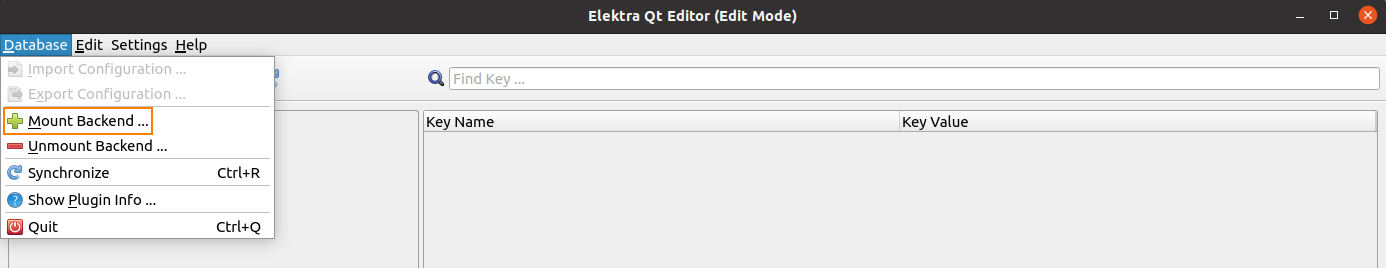 Elektra Qt Editor (Edit Mode)
Database Edit Settings Help
Import Configuration ...
Export Configuration ...
Mount Backend ...
Unmount Backend ...
Synchronize Ctrl+R
Show Plugin Info ...
Quit Ctrl+Q
Find Key ...
Key Name Key Value